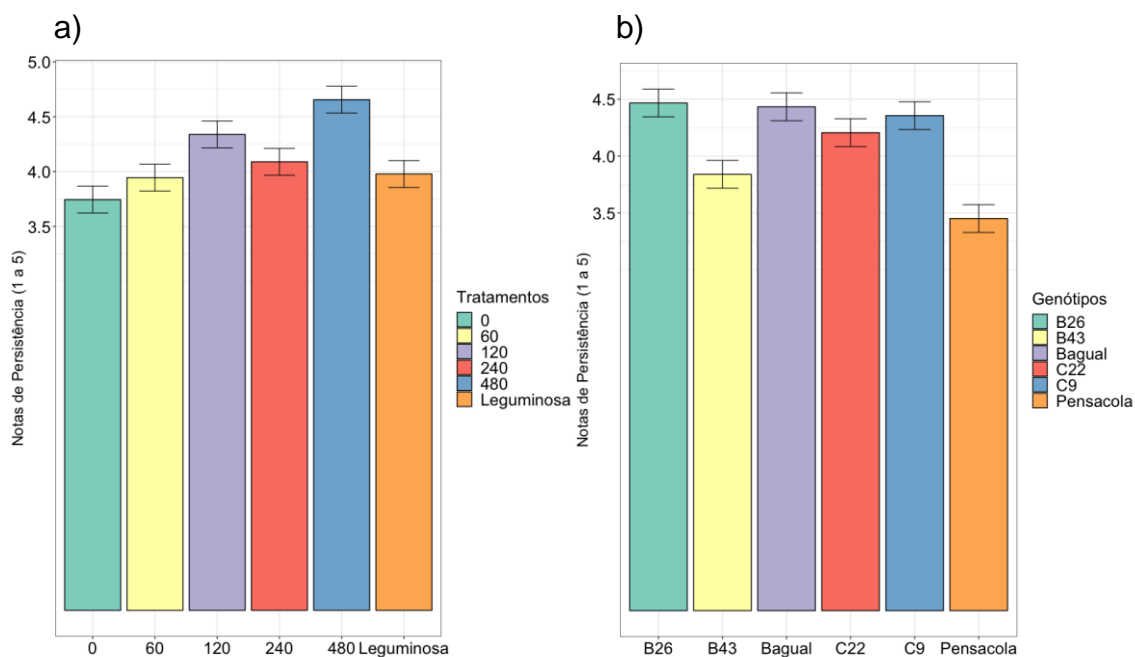 a)
Notas de Persistência (1 a 5)
5.0
4.5
4.0
3.5
0 60 120 240 480 Leguminosa
Tratamentos
0
60
120
240
480
Leguminosa
b)
Notas de Persistência (1 a 5)
4.5
4.0
3.5
B26 B43 Bagual C22 C9 Pensacola
Genótipos
B26
B43
Bagual
C22
C9
Pensacola